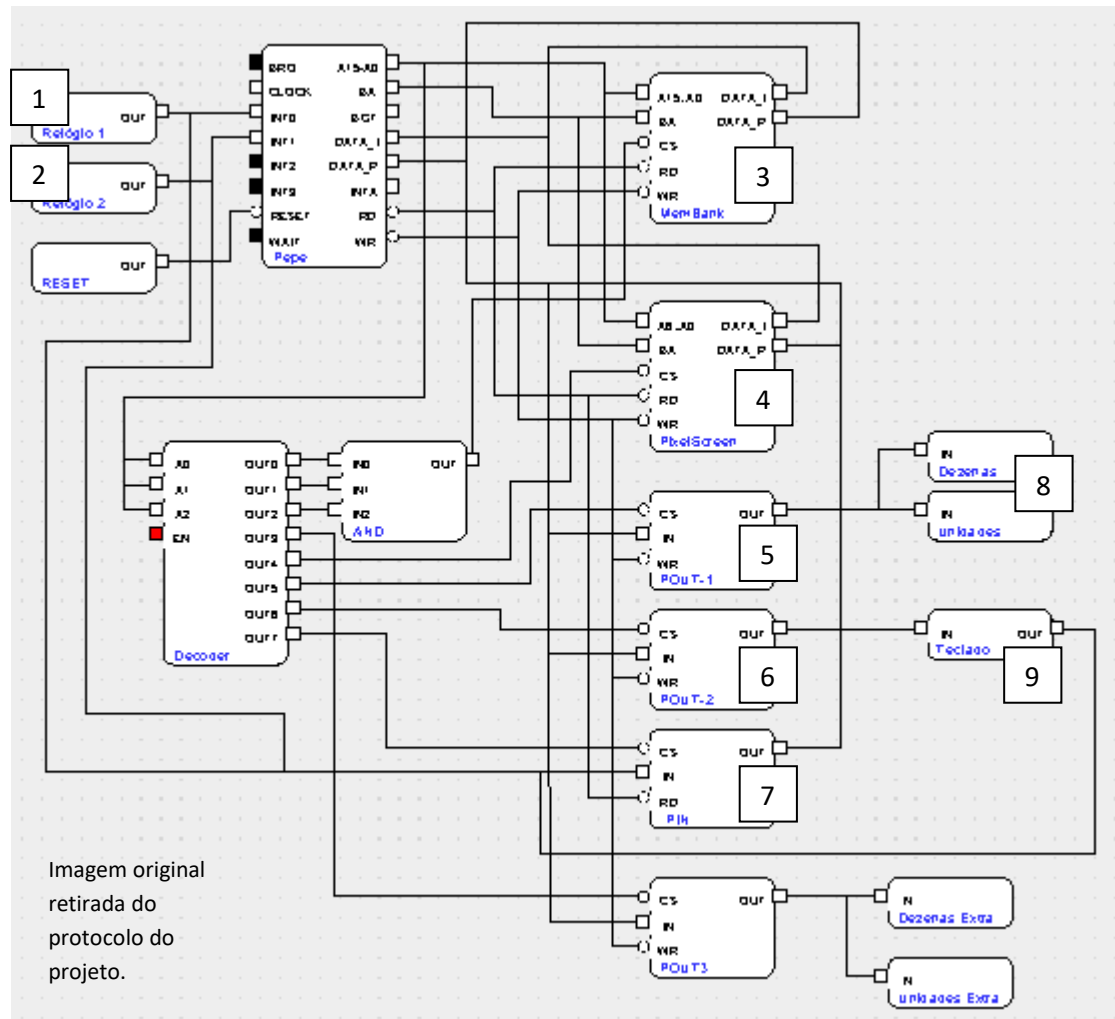 1
OUT
Relógio 1
2
OUT
Relógio 2
OUT
RESET
BRQ A15-A0
CLOCK BA
INT0 BGT
INT1 DATA_I
INT2 DATA_P
INT3 INTA
RESET RD
WAIT WR
Pepe
A15-A0 DATA_I
BA DATA_P
CS
RD
WR
MemBank
3
A8-A0 DATA_I
BA DATA_P
CS
RD
WR
PixelScreen
4
A0 OUT0
A1 OUT1
A2 OUT2
EN OUT3
OUT4
OUT5
OUT6
OUT7
Decoder
IN0 OUT
IN1
IN2
AND
CS OUT
IN
WR
POUT-1
5
IN
Dezenas
8
IN
unidades
CS OUT
IN
WR
POUT-2
6
IN OUT
Teclado
9
CS OUT
IN
RD
PIN
7
CS OUT
IN
WR
POUT3
IN
Dezenas Extra
IN
unidades Extra
Imagem original
retirada do
protocolo do
projeto.